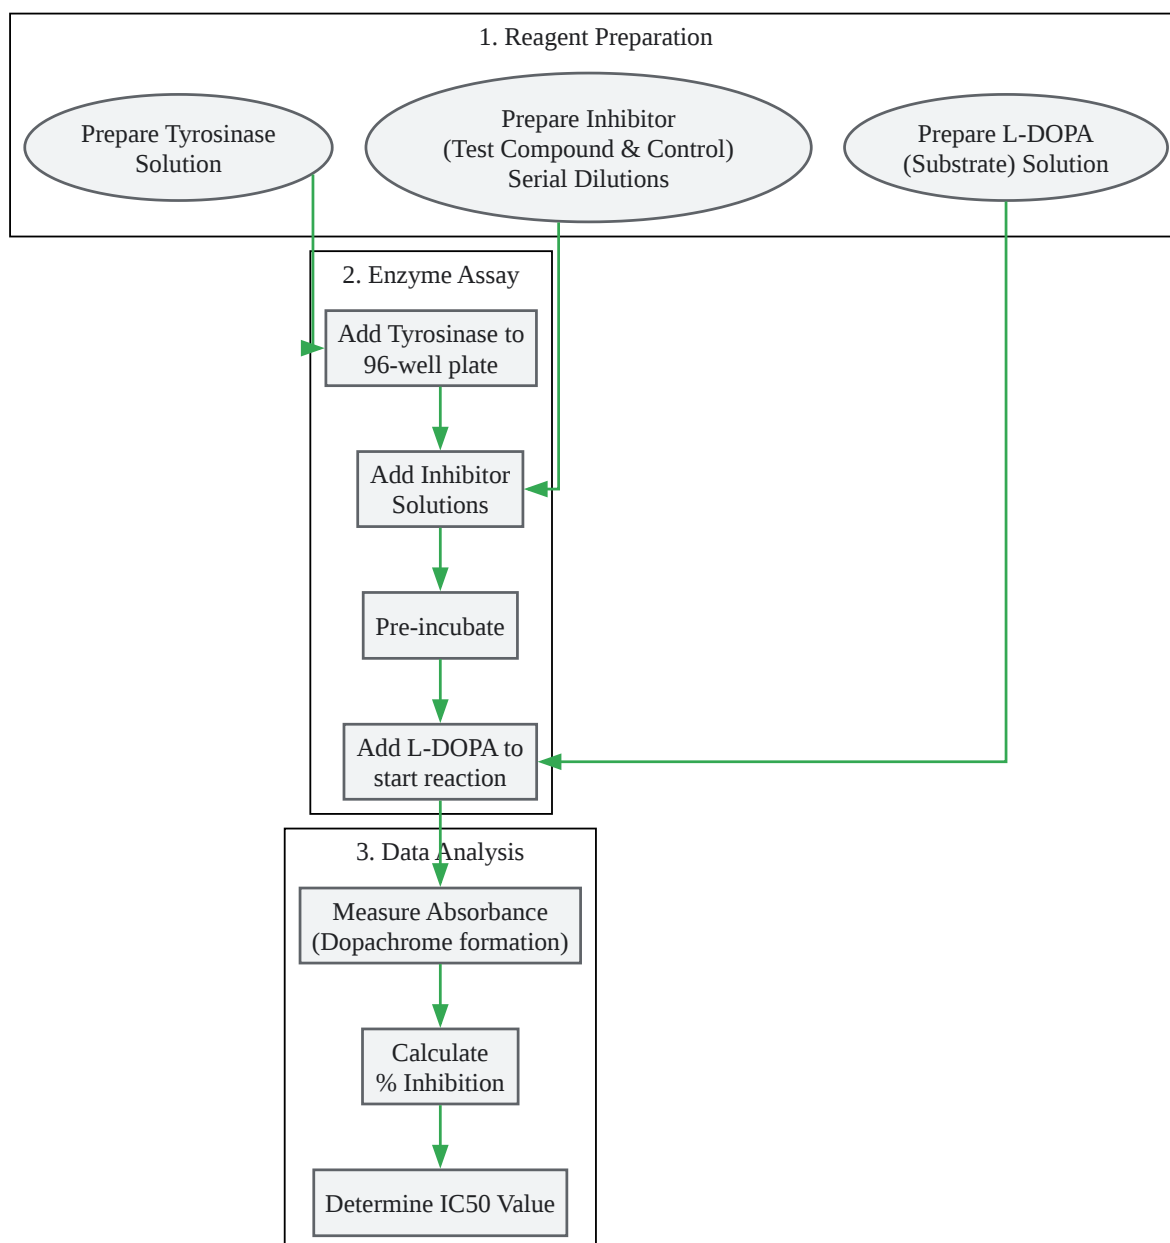 1. Reagent Preparation
Prepare Tyrosinase
Solution
Prepare Inhibitor
(Test Compound & Control)
Serial Dilutions
Prepare L-DOPA
(Substrate) Solution
2. Enzyme Assay
Add Tyrosinase to
96-well plate
Add Inhibitor
Solutions
Pre-incubate
Add L-DOPA to
start reaction
3. Data Analysis
Measure Absorbance
(Dopachrome formation)
Calculate
% Inhibition
Determine IC50 Value